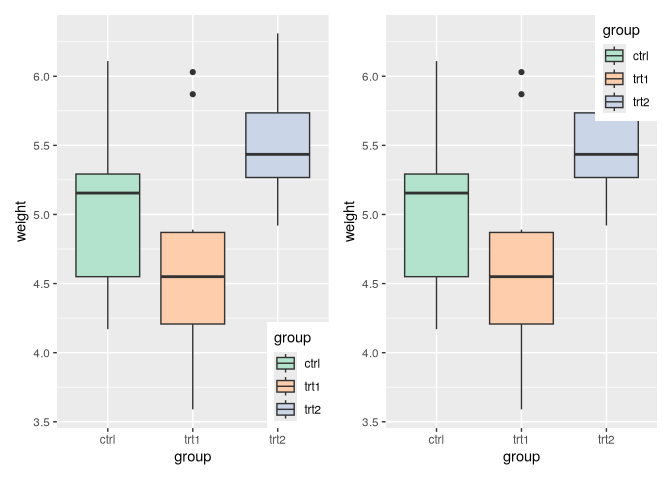 6.0
5.5
5.0
4.5
4.0
3.5
weight
ctrl trt1 trt2
group
group
ctrl
trt1
trt2
6.0
5.5
5.0
4.5
4.0
3.5
weight
ctrl trt1 trt2
group
group
ctrl
trt1
trt2